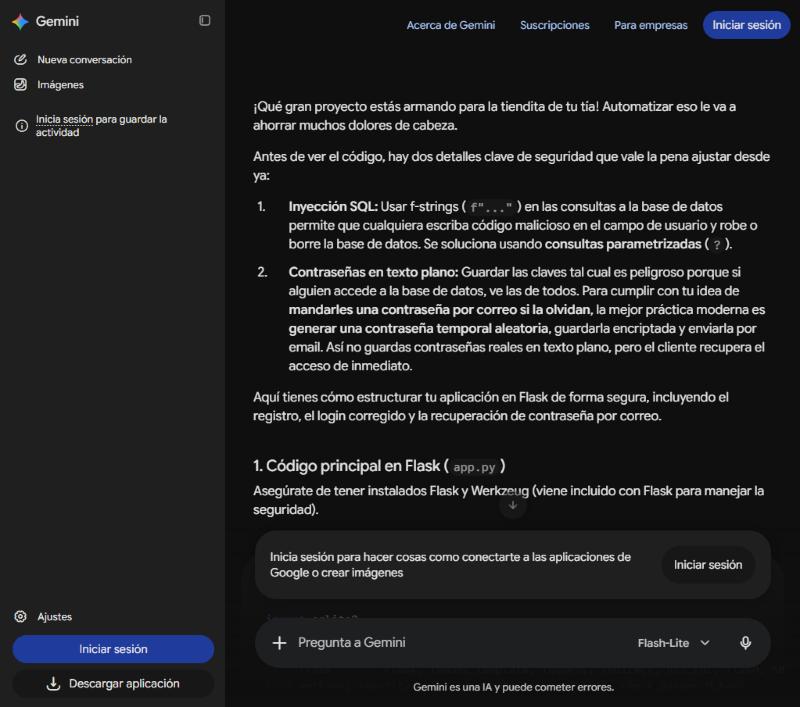 Gemini
Nueva conversación
Imágenes
Inicia sesión para guardar la
actividad
Ajustes
Iniciar sesión
Descargar aplicación
Acerca de Gemini
Suscripciones
Para empresas
Iniciar sesión
¡Qué gran proyecto estás armando para la tiendita de tu tía! Automatizar eso le va a
ahorrar muchos dolores de cabeza.
Antes de ver el código, hay dos detalles clave de seguridad que vale la pena ajustar desde
ya:
1. Inyección SQL: Usar f-strings ( f"..." ) en las consultas a la base de datos
permite que cualquiera escriba código malicioso en el campo de usuario y robe o
borre la base de datos. Se soluciona usando consultas parametrizadas ( ? ).
2. Contraseñas en texto plano: Guardar las claves tal cual es peligroso porque si
alguien accede a la base de datos, ve las de todos. Para cumplir con tu idea de
mandarles una contraseña por correo si la olvidan, la mejor práctica moderna es
generar una contraseña temporal aleatoria, guardarla encriptada y enviarla por
email. Así no guardas contraseñas reales en texto plano, pero el cliente recupera el
acceso de inmediato.
Aquí tienes cómo estructurar tu aplicación en Flask de forma segura, incluyendo el
registro, el login corregido y la recuperación de contraseña por correo.
1. Código principal en Flask ( app.py )
Asegúrate de tener instalados Flask y Werkzeug (viene incluido con Flask para manejar la
seguridad).
Inicia sesión para hacer cosas como conectarte a las aplicaciones de
Google o crear imágenes
Iniciar sesión
Pregunta a Gemini
Flash-Lite
Gemini es una IA y puede cometer errores.